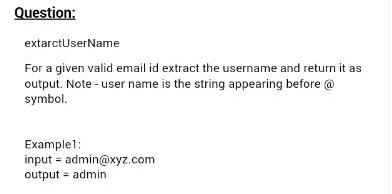 Question:
extarctUserName
For a given valid email id extract the username and return it as
output. Note - user name is the string appearing before @
symbol.
Example1:
input = admin@xyz.com
output = admin